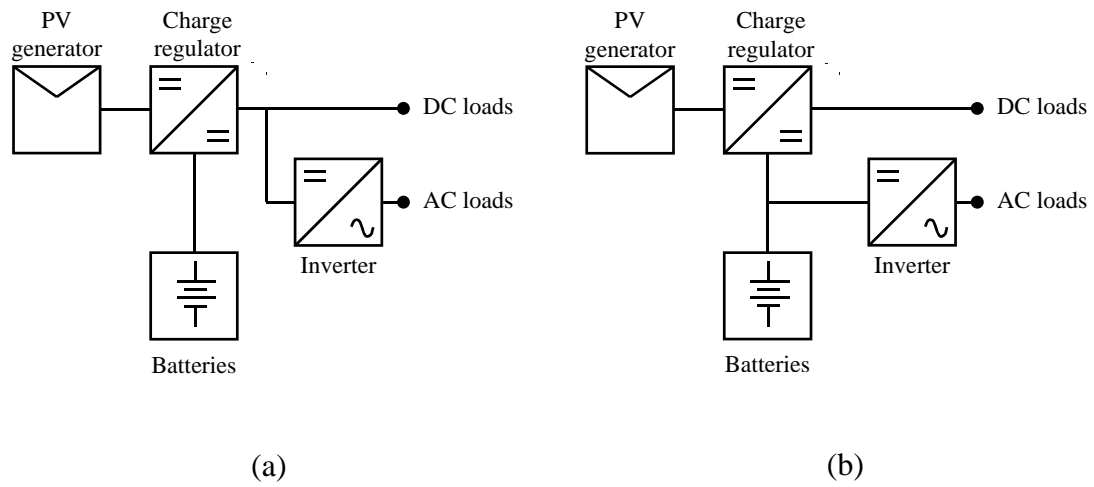 PV
generator
Charge
regulator
DC loads
AC loads
Inverter
Batteries
(a)
PV
generator
Charge
regulator
DC loads
AC loads
Inverter
Batteries
(b)